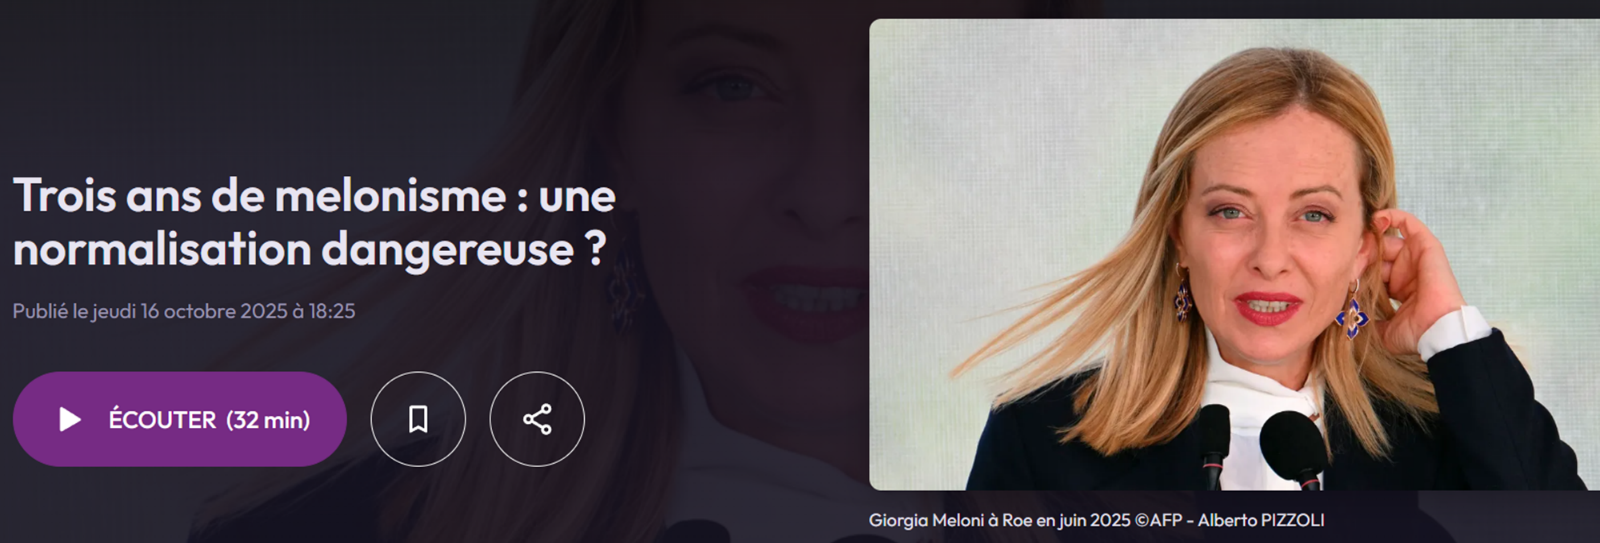 Trois ans de melonisme : une
normalisation dangereuse ?
Publié le jeudi 16 octobre 2025 à 18:25
ÉCOUTER (32 min)
Giorgia Meloni à Roe en juin 2025 ©AFP - Alberto PIZZOLI